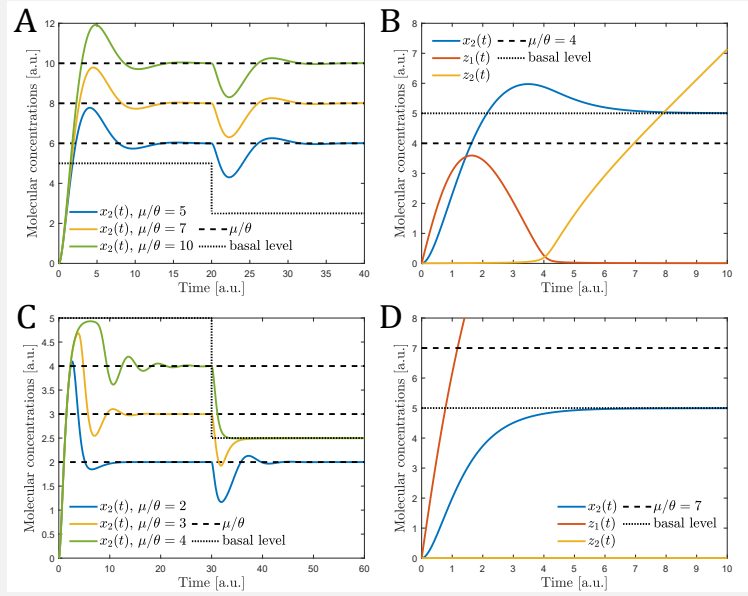 A
12
10
8
6
4
2
0
Molecular concentrations [a.u.]
x₂(t), μ/θ = 5
x₂(t), μ/θ = 7 μ/θ
x₂(t), μ/θ = 10 basal level
0 5 10 15 20 25 30 35 40
Time [a.u.]
B
8
7
6
5
4
3
2
1
0
Molecular concentrations [a.u.]
x₂(t) μ/θ = 4
z₁(t) basal level
z₂(t)
0 1 2 3 4 5 6 7 8 9 10
Time [a.u.]
C
5
4.5
4
3.5
3
2.5
2
1.5
1
0.5
0
Molecular concentrations [a.u.]
x₂(t), μ/θ = 2
x₂(t), μ/θ = 3 μ/θ
x₂(t), μ/θ = 4 basal level
0 10 20 30 40 50 60
Time [a.u.]
D
8
7
6
5
4
3
2
1
0
Molecular concentrations [a.u.]
x₂(t) μ/θ = 7
z₁(t) basal level
z₂(t)
0 1 2 3 4 5 6 7 8 9 10
Time [a.u.]